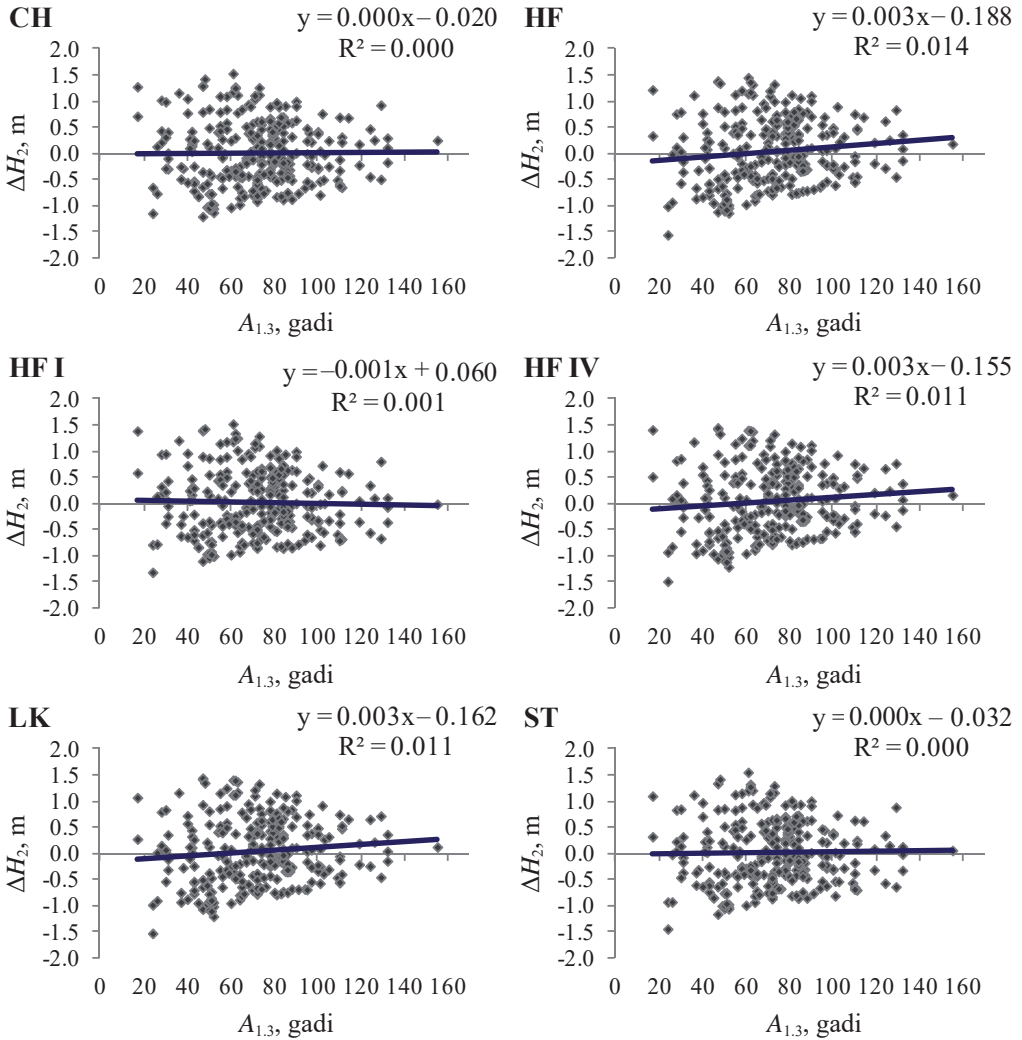 CH
y = 0.000x – 0.020
R² = 0.000
ΔH₂, m
2.0
1.5
1.0
0.5
0.0
-0.5
-1.0
-1.5
-2.0
0 20 40 60 80 100 120 140 160
A₁.₃, gadi
HF
y = 0.003x – 0.188
R² = 0.014
ΔH₂, m
2.0
1.5
1.0
0.5
0.0
-0.5
-1.0
-1.5
-2.0
0 20 40 60 80 100 120 140 160
A₁.₃, gadi
HF I
y = –0.001x + 0.060
R² = 0.001
ΔH₂, m
2.0
1.5
1.0
0.5
0.0
-0.5
-1.0
-1.5
-2.0
0 20 40 60 80 100 120 140 160
A₁.₃, gadi
HF IV
y = 0.003x – 0.155
R² = 0.011
ΔH₂, m
2.0
1.5
1.0
0.5
0.0
-0.5
-1.0
-1.5
-2.0
0 20 40 60 80 100 120 140 160
A₁.₃, gadi
LK
y = 0.003x – 0.162
R² = 0.011
ΔH₂, m
2.0
1.5
1.0
0.5
0.0
-0.5
-1.0
-1.5
-2.0
0 20 40 60 80 100 120 140 160
A₁.₃, gadi
ST
y = 0.000x – 0.032
R² = 0.000
ΔH₂, m
2.0
1.5
1.0
0.5
0.0
-0.5
-1.0
-1.5
-2.0
0 20 40 60 80 100 120 140 160
A₁.₃, gadi